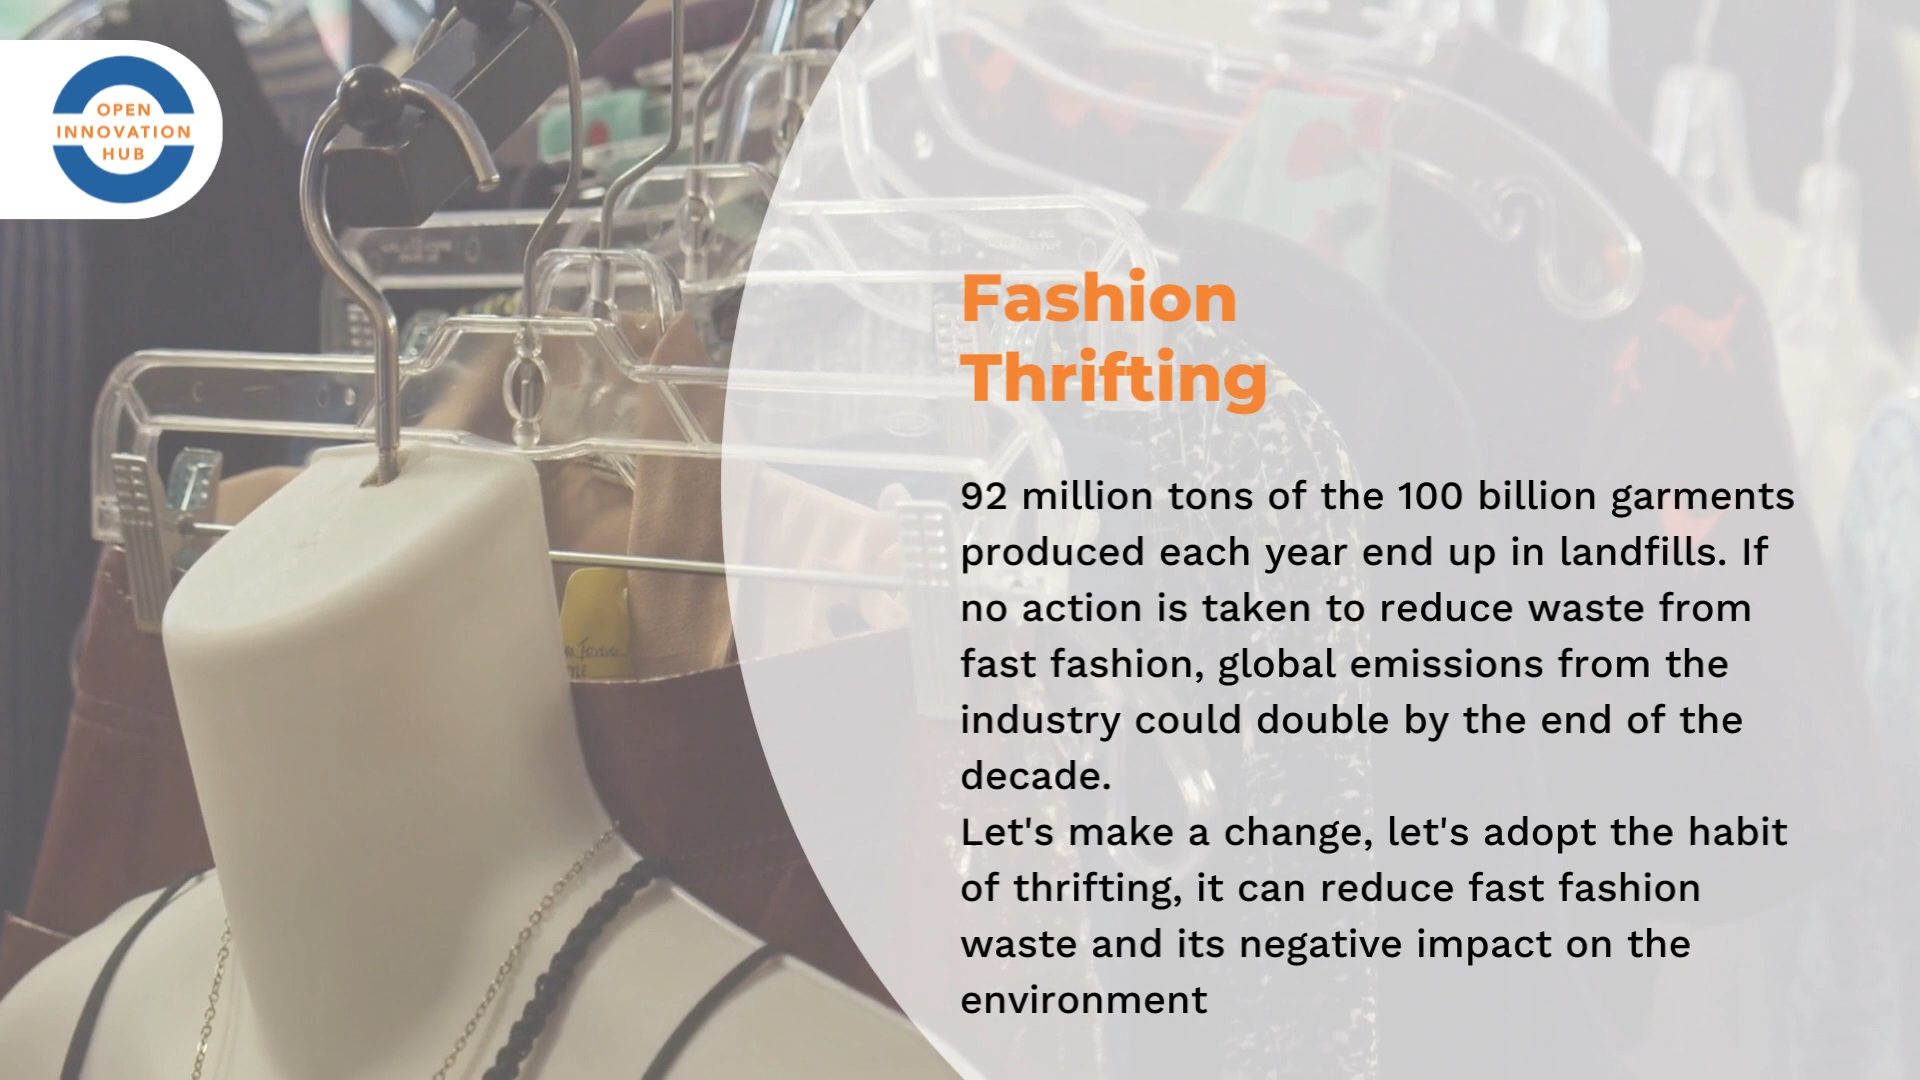 OPEN
INNOVATION
HUB
Fashion
Thrifting
92 million tons of the 100 billion garments
produced each year end up in landfills. If
no action is taken to reduce waste from
fast fashion, global emissions from the
industry could double by the end of the
decade.
Let's make a change, let's adopt the habit
of thrifting, it can reduce fast fashion
waste and its negative impact on the
environment